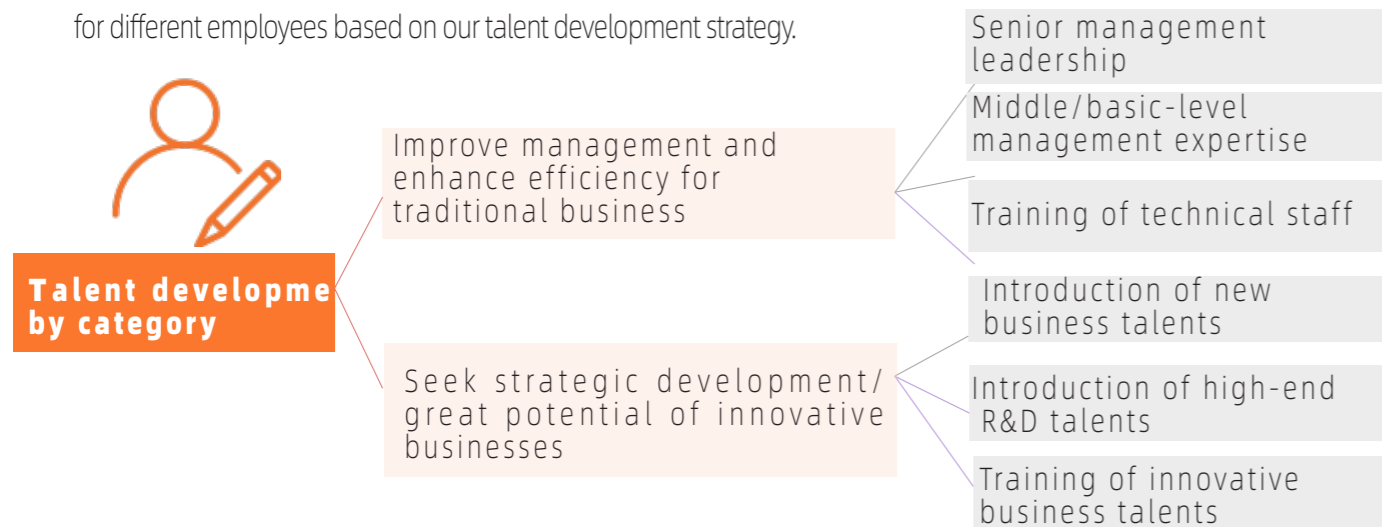 for different employees based on our talent development strategy.
Senior management
leadership
Middle/basic-level
management expertise
Improve management and
enhance efficiency for
traditional business
Training of technical staff
Talent developme
by category
Introduction of new
business talents
Seek strategic development/
great potential of innovative
businesses
Introduction of high-end
R&D talents
Training of innovative
business talents